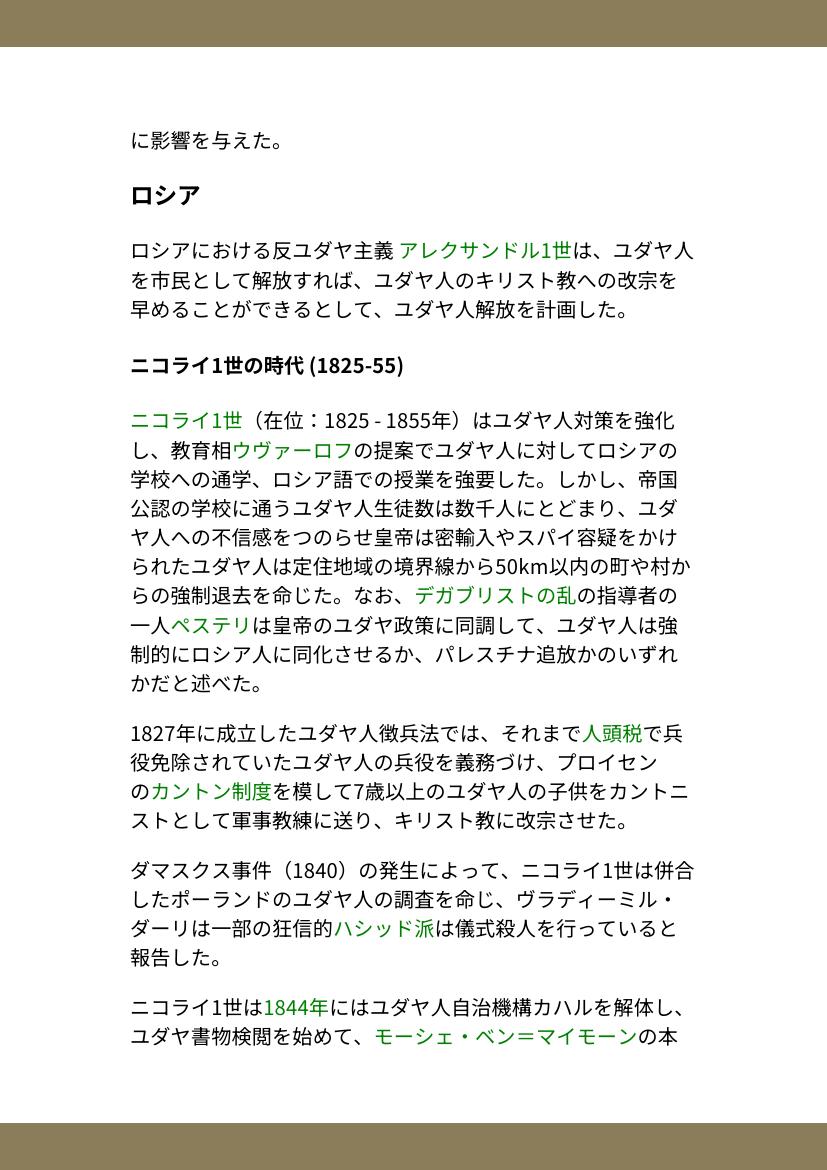 に影響を与えた。
ロシア
ロシアにおける反ユダヤ主義 アレクサンドル1世は、ユダヤ人
を市民として解放すれば、ユダヤ人のキリスト教への改宗を
早めることができるとして、ユダヤ人解放を計画した。
ニコライ1世の時代 (1825-55)
ニコライ1世（在位：1825 - 1855年）はユダヤ人対策を強化
し、教育相ウヴァーロフの提案でユダヤ人に対してロシアの
学校への通学、ロシア語での授業を強要した。しかし、帝国
公認の学校に通うユダヤ人生徒数は数千人にとどまり、ユダ
ヤ人への不信感をつのらせ皇帝は密輸入やスパイ容疑をかけ
られたユダヤ人は定住地域の境界線から50km以内の町や村か
らの強制退去を命じた。なお、デガブリストの乱の指導者の
一人ペステリは皇帝のユダヤ政策に同調して、ユダヤ人は強
制的にロシア人に同化させるか、パレスチナ追放かのいずれ
かだと述べた。
1827年に成立したユダヤ人徴兵法では、それまで人頭税で兵
役免除されていたユダヤ人の兵役を義務づけ、プロイセン
のカントン制度を模して7歳以上のユダヤ人の子供をカントニ
ストとして軍事教練に送り、キリスト教に改宗させた。
ダマスクス事件（1840）の発生によって、ニコライ1世は併合
したポーランドのユダヤ人の調査を命じ、ヴラディーミル・
ダーリは一部の狂信的ハシッド派は儀式殺人を行っていると
報告した。
ニコライ1世は1844年にはユダヤ人自治機構カハルを解体し、
ユダヤ書物検閲を始めて、モーシェ・ベン＝マイモーンの本